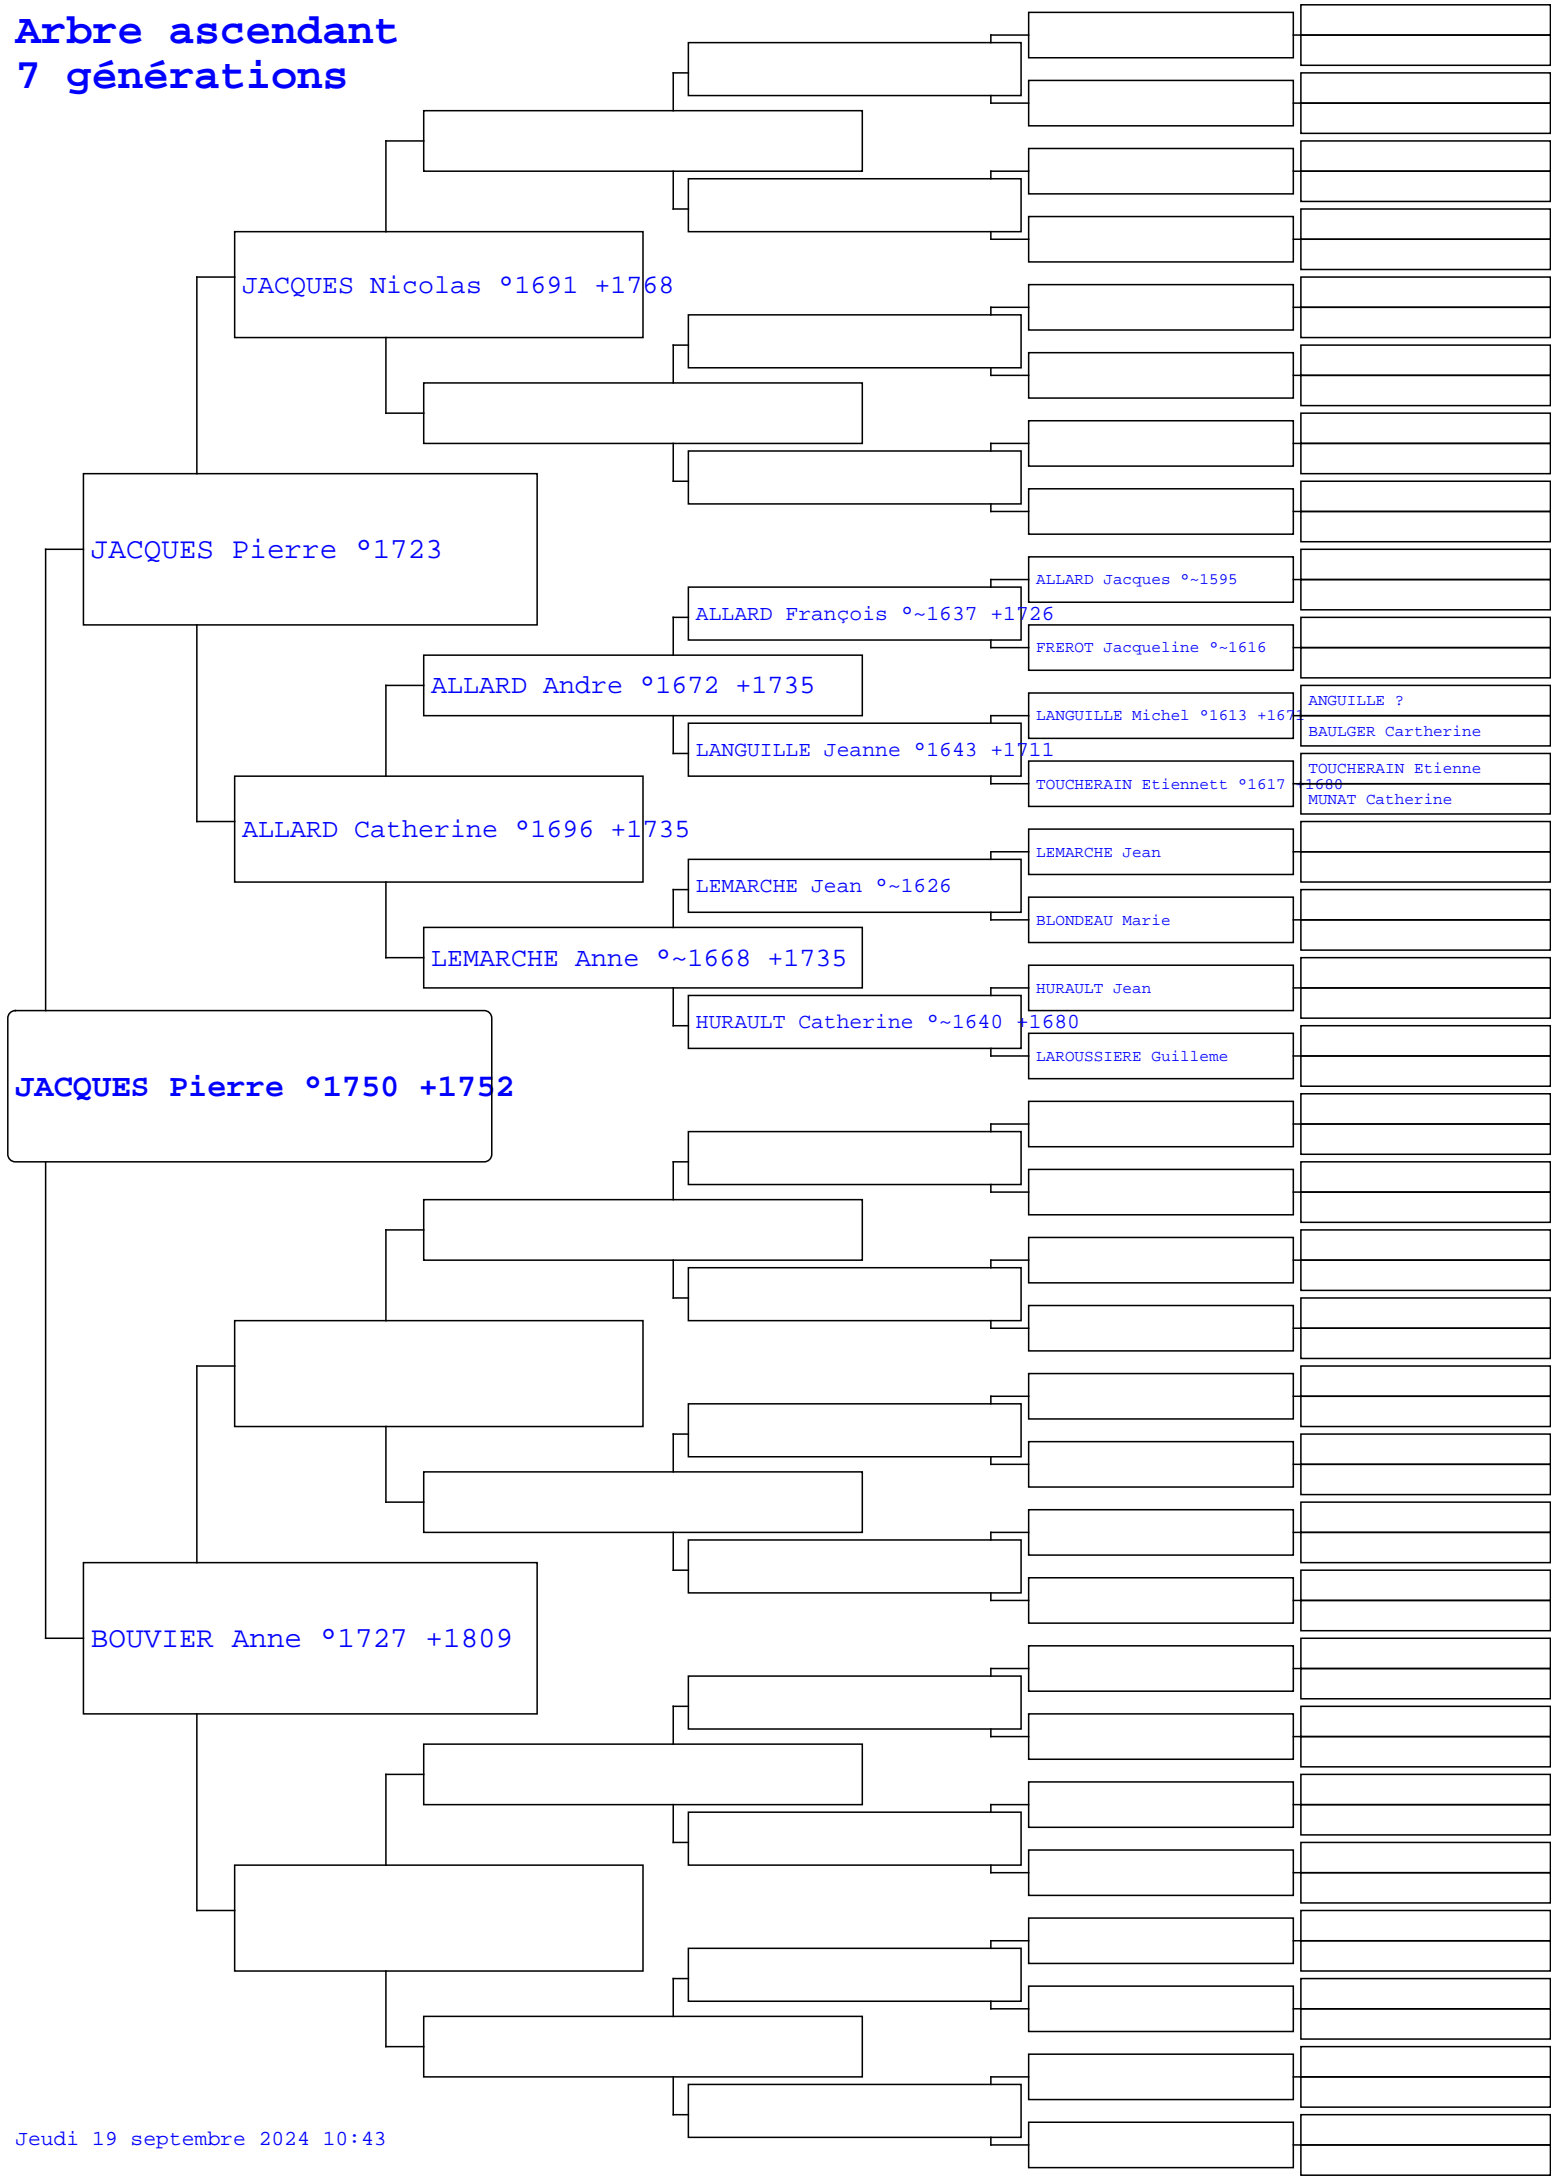 Arbre ascendant
7 générations
JACQUES Nicolas °1691 +1768
JACQUES Pierre °1723
ALLARD Jacques °~1595
ALLARD François °~1637 +1726
FREROT Jacqueline °~1616
ALLARD Andre °1672 +1735
ANGUILLE ?
LANGUILLE Michel °1613 +1671
BAULGER Cartherine
LANGUILLE Jeanne °1643 +1711
TOUCHERAIN Etienne
TOUCHERAIN Etiennett °1617 +1680
MUNAT Catherine
ALLARD Catherine °1696 +1735
LEMARCHE Jean
LEMARCHE Jean °~1626
BLONDEAU Marie
LEMARCHE Anne °~1668 +1735
HURAULT Jean
HURAULT Catherine °~1640 +1680
LAROUSSIERE Guilleme
JACQUES Pierre °1750 +1752
BOUVIER Anne °1727 +1809
Jeudi 19 septembre 2024 10:43